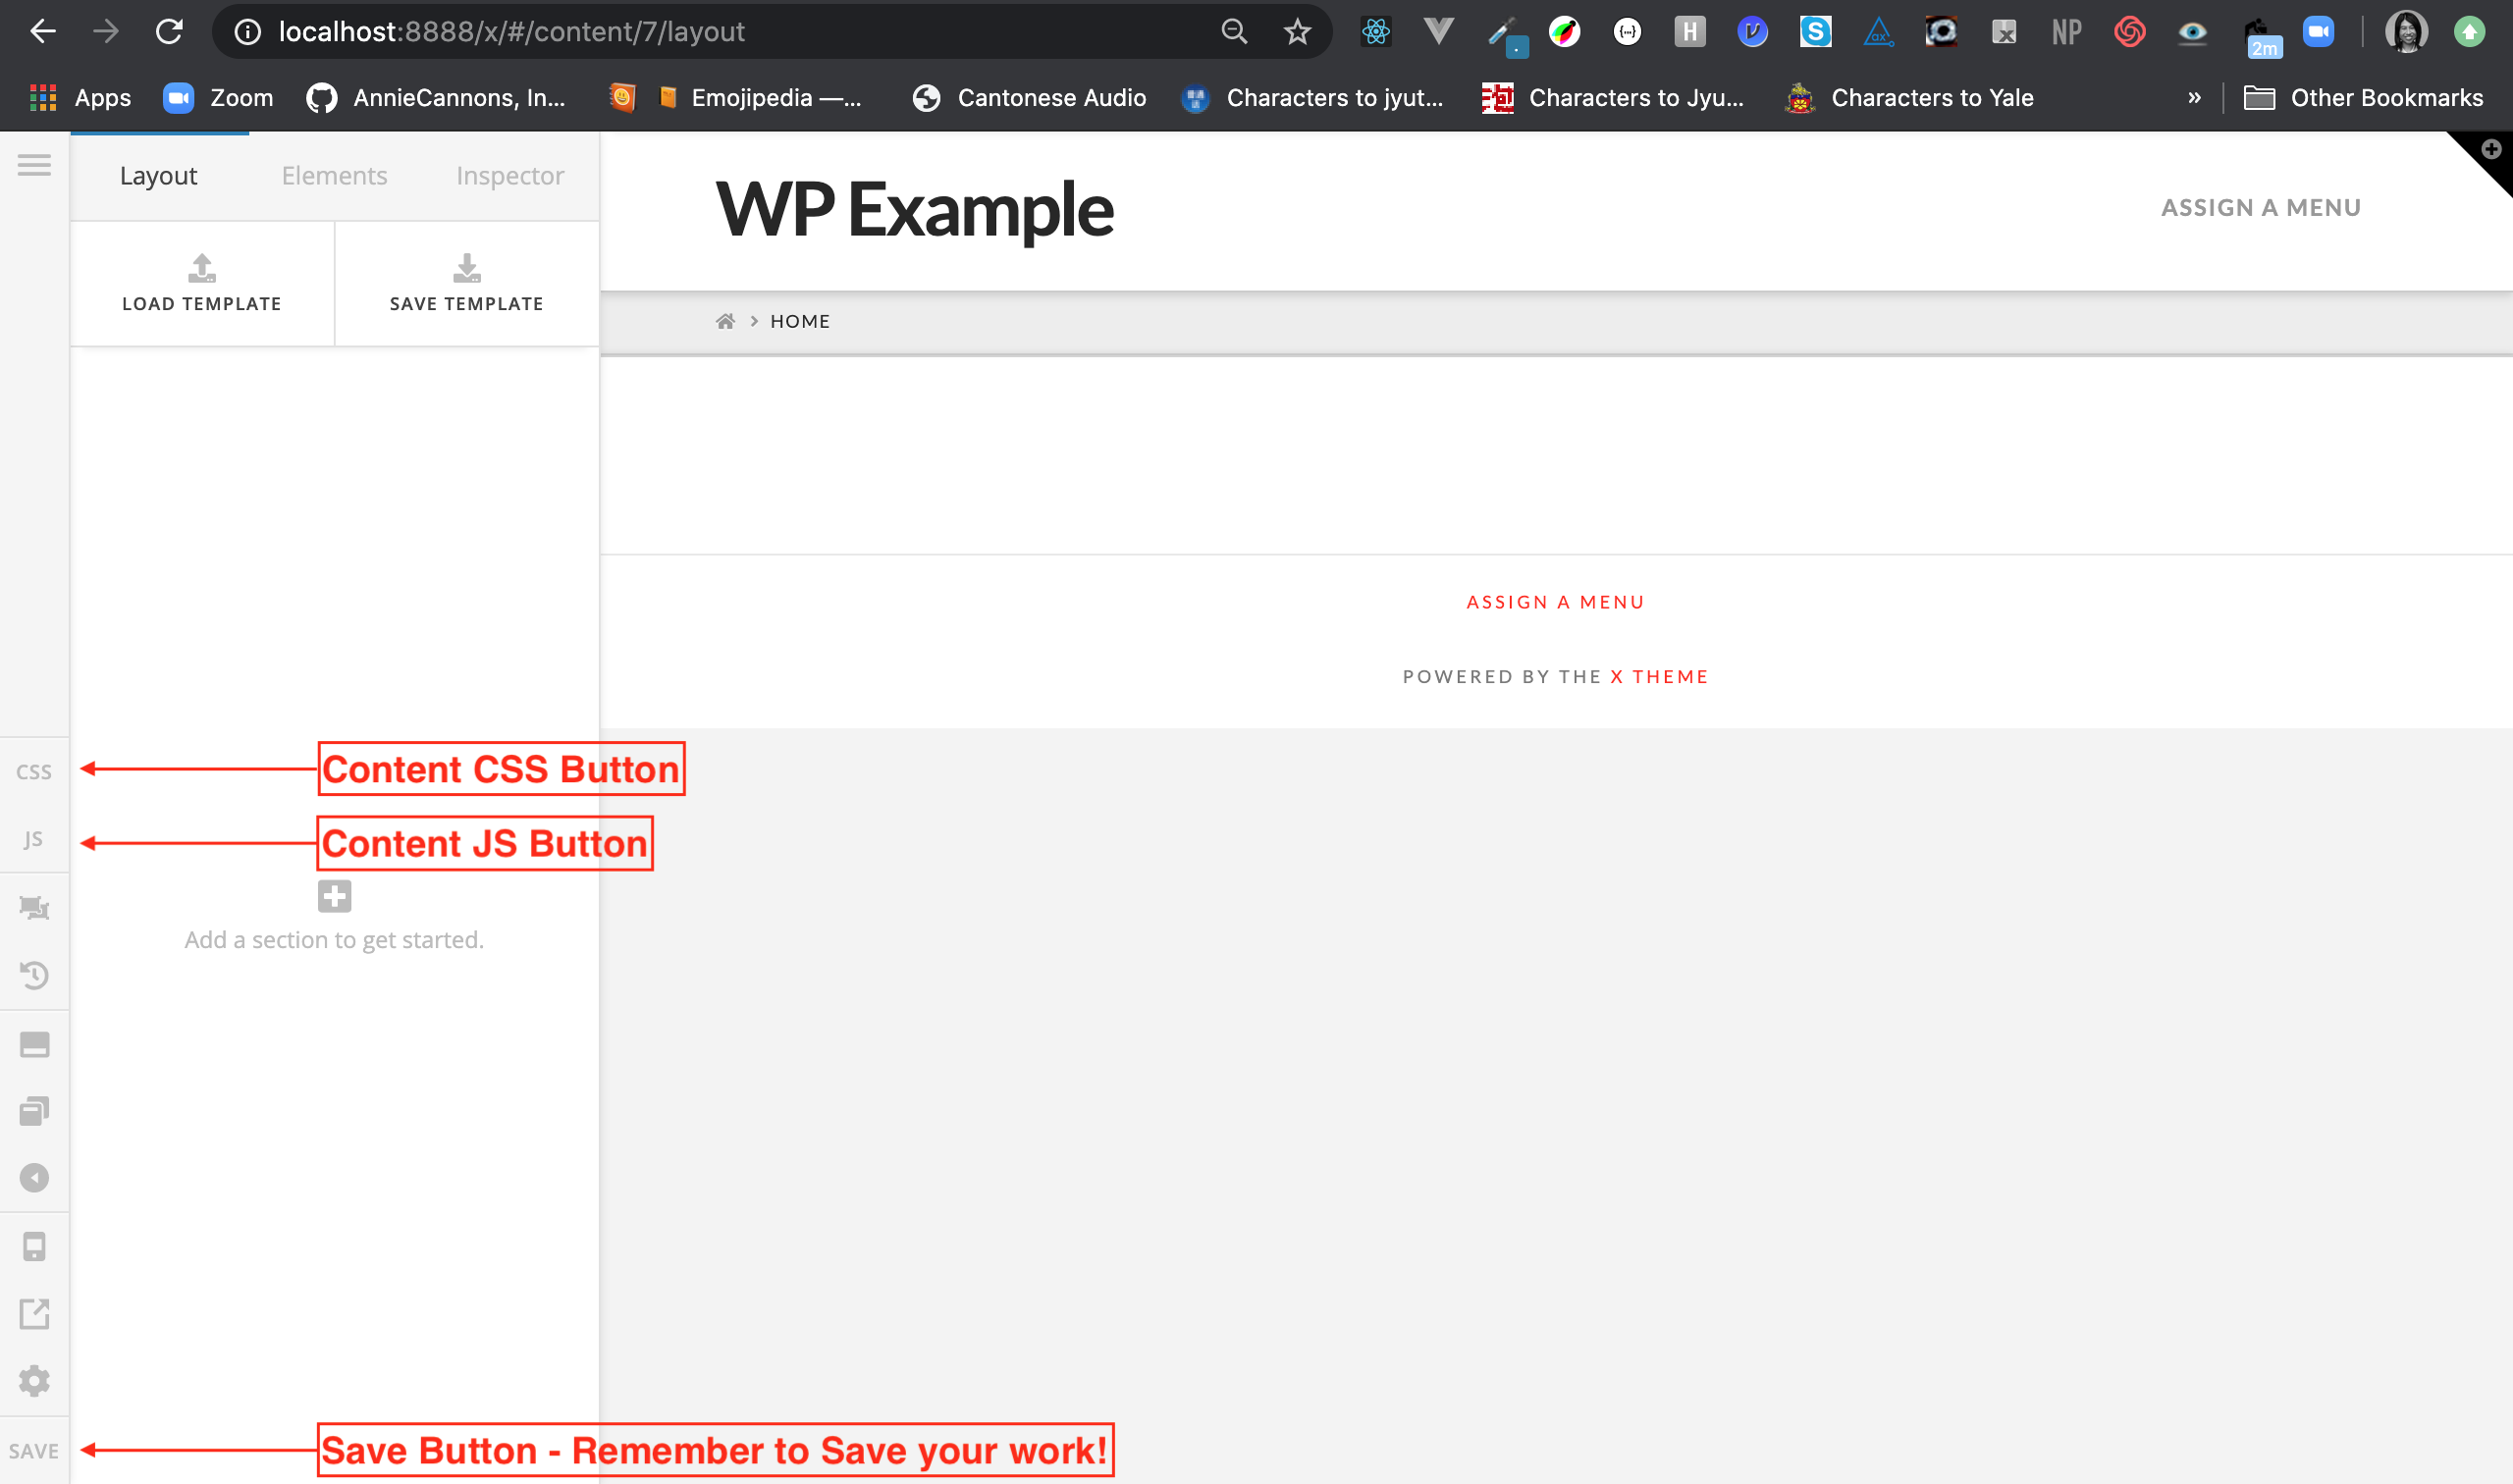 localhost:8888/x/#/content/7/layout
2m
Apps
Zoom
AnnieCannons, In...
Emojipedia —...
Cantonese Audio
Characters to jyut...
Characters to Jyu...
Characters to Yale
»
Other Bookmarks
Layout
Elements
Inspector
LOAD TEMPLATE
SAVE TEMPLATE
WP Example
ASSIGN A MENU
HOME
ASSIGN A MENU
POWERED BY THE X THEME
CSS
Content CSS Button
JS
Content JS Button
Add a section to get started.
SAVE
Save Button - Remember to Save your work!